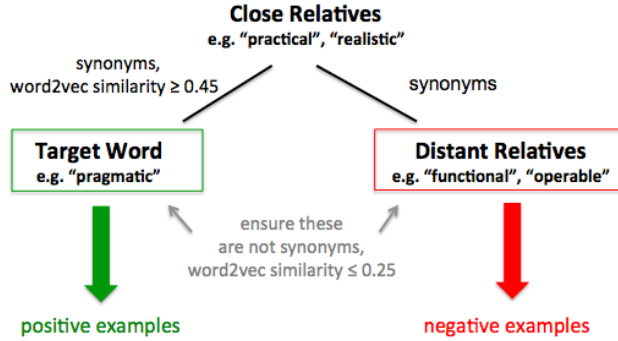 Close Relatives
e.g. “practical”, “realistic”
synonyms,
word2vec similarity ≥ 0.45
synonyms
Target Word
e.g. “pragmatic”
Distant Relatives
e.g. “functional”, “operable”
ensure these
are not synonyms,
word2vec similarity ≤ 0.25
positive examples
negative examples